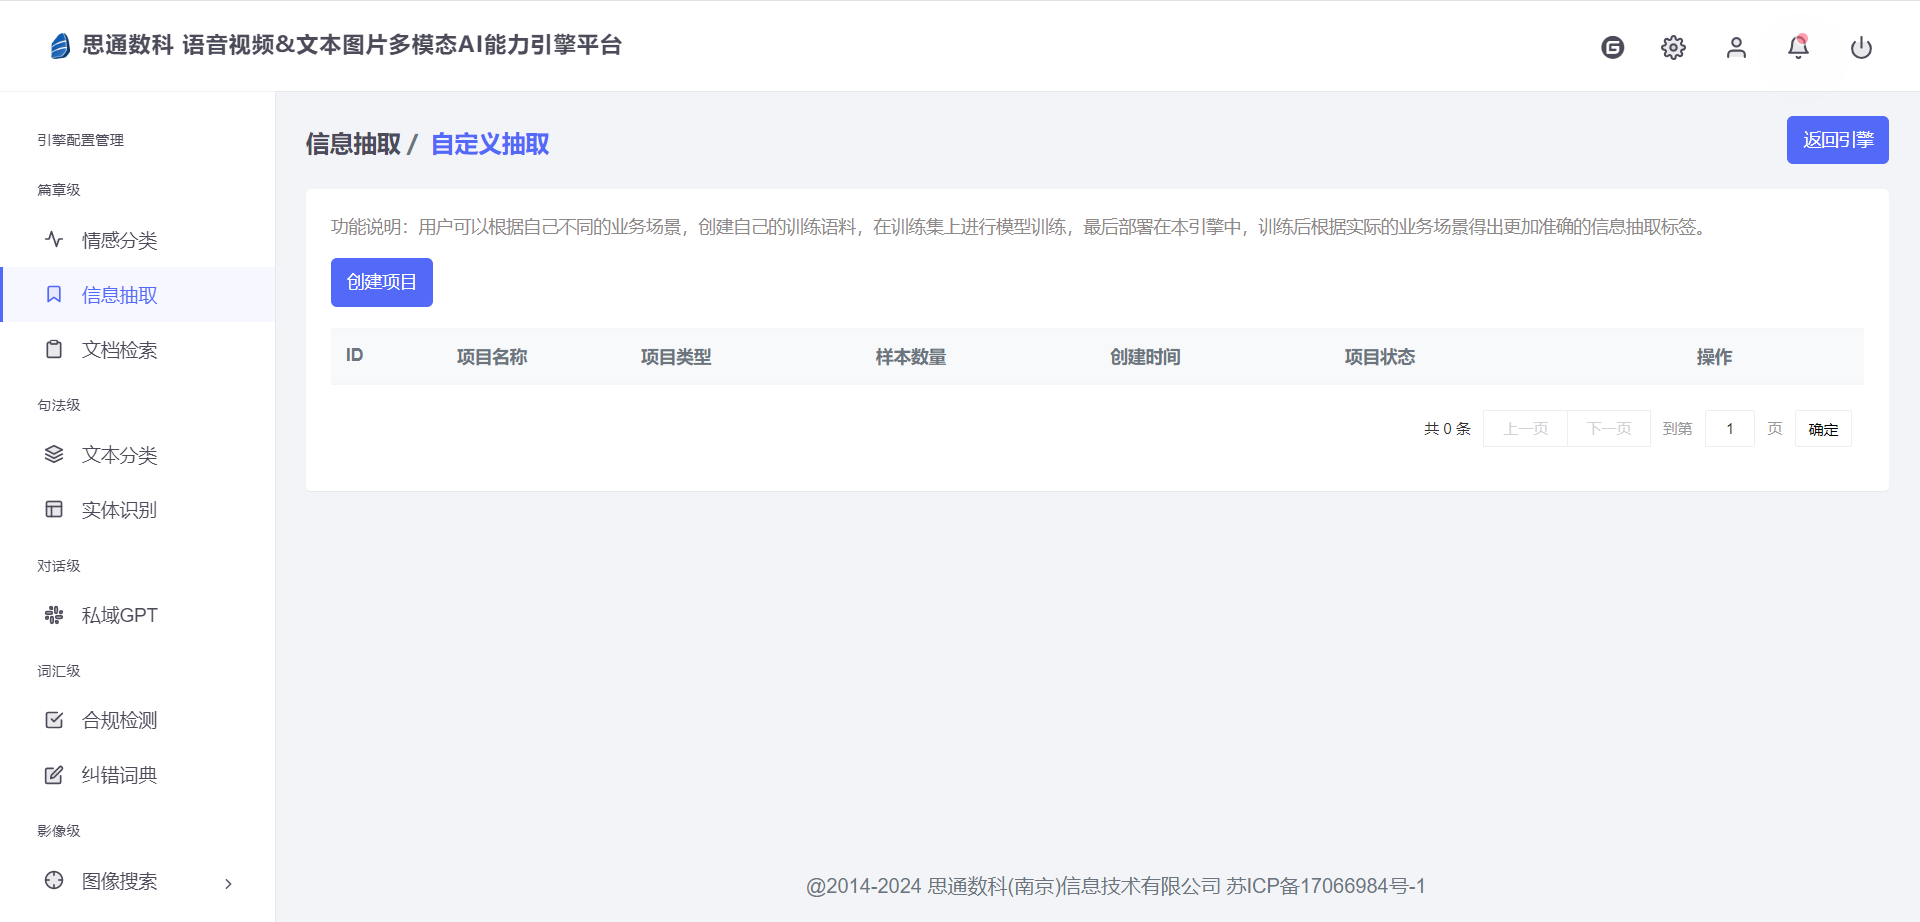 思通数科 语音视频&文本图片多模态AI能力引擎平台
引擎配置管理
篇章级
情感分类
信息抽取
文档检索
句法级
文本分类
实体识别
对话级
私域GPT
词汇级
合规检测
纠错词典
影像级
图像搜索
信息抽取 / 自定义抽取
返回引擎
功能说明：用户可以根据自己不同的业务场景，创建自己的训练语料，在训练集上进行模型训练，最后部署在本引擎中，训练后根据实际的业务场景得出更加准确的信息抽取标签。
创建项目
ID 项目名称 项目类型 样本数量 创建时间 项目状态 操作
共 0 条 上一页 下一页 到第 1 页 确定
@2014-2024 思通数科(南京)信息技术有限公司 苏ICP备17066984号-1